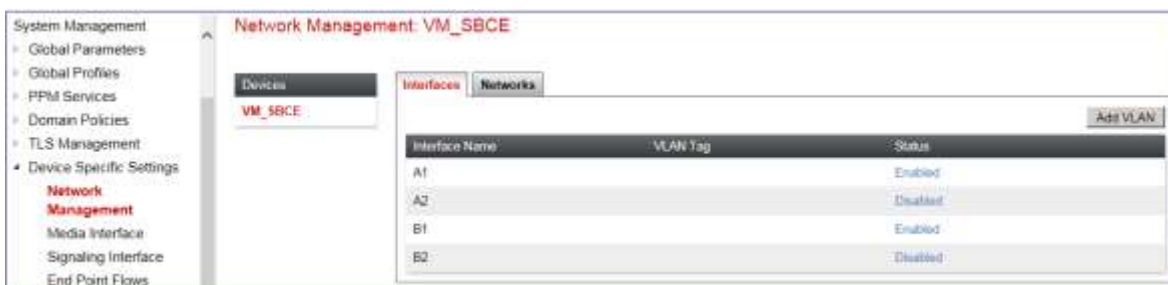 System Management
Global Parameters
Global Profiles
PPM Services
Domain Policies
TLS Management
Device Specific Settings
Network
Management
Media Interface
Signaling Interface
End Point Flows
Network Management: VM_SBCE
Devices
VM_SBCE
Interfaces Networks
Add VLAN
Interface Name VLAN Tag Status
A1 Enabled
A2 Disabled
B1 Enabled
B2 Disabled